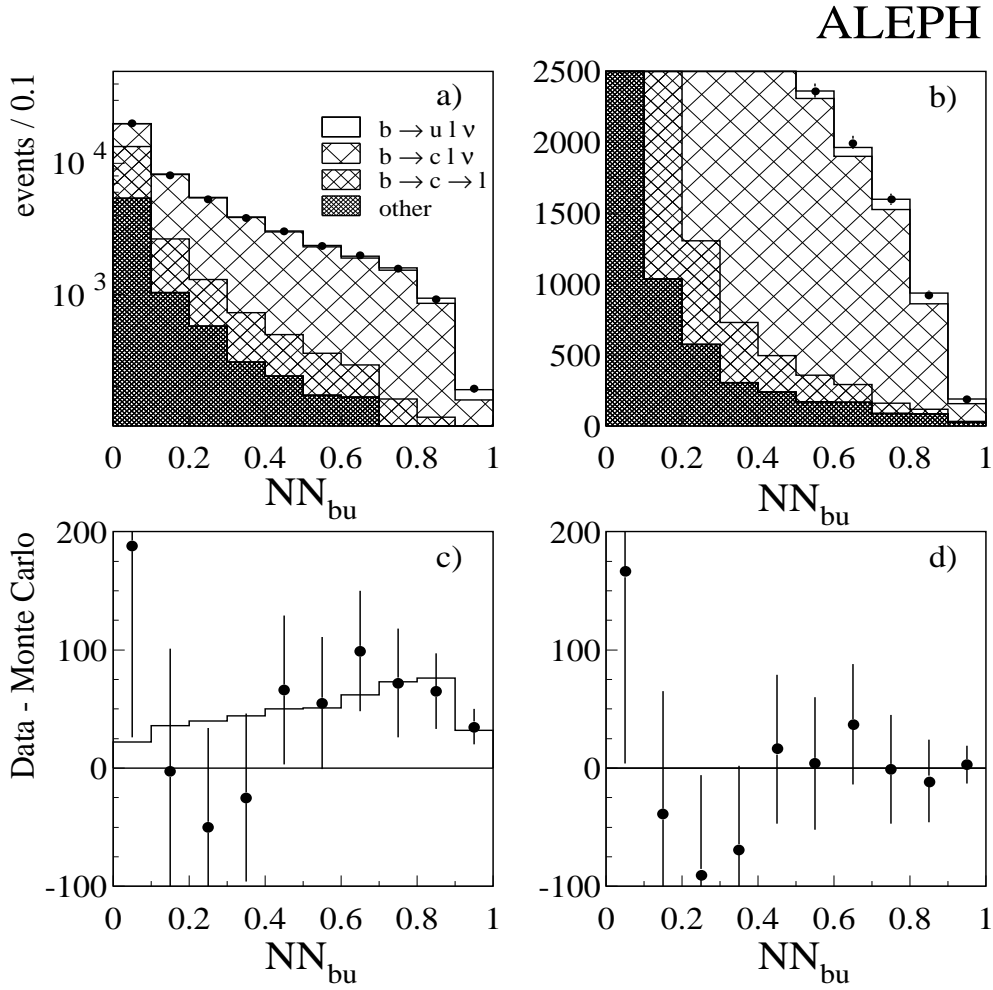 ALEPH
a)
events / 0.1
10 4
10 3
b → u l ν
b → c l ν
b → c → l
other
0 0.2 0.4 0.6 0.8 1
NNbu
b)
2500
2000
1500
1000
500
0
0 0.2 0.4 0.6 0.8 1
NNbu
c)
Data - Monte Carlo
200
100
0
-100
0 0.2 0.4 0.6 0.8 1
NNbu
d)
200
100
0
-100
0 0.2 0.4 0.6 0.8 1
NNbu